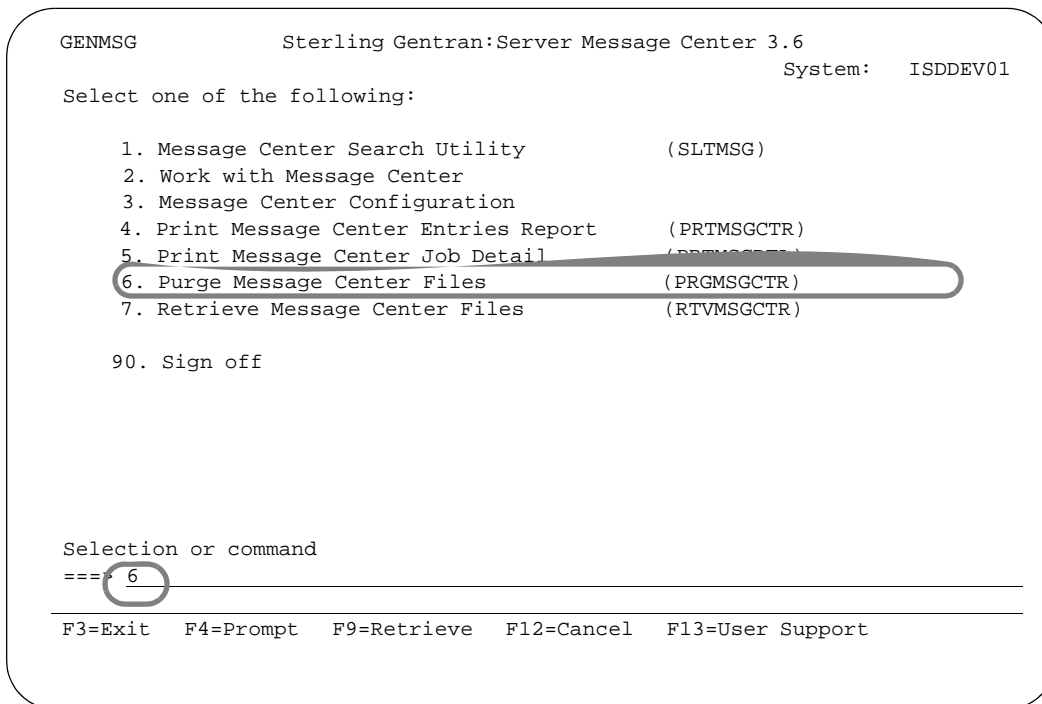 GENMSG Sterling Gentran:Server Message Center 3.6
System: ISDDEV01
Select one of the following:
1. Message Center Search Utility (SLTMSG)
2. Work with Message Center
3. Message Center Configuration
4. Print Message Center Entries Report (PRTMSGCTR)
5. Print Message Center Job Detail
6. Purge Message Center Files (PRGMSGCTR)
7. Retrieve Message Center Files (RTVMSGCTR)
90. Sign off
Selection or command
===> 6
F3=Exit F4=Prompt F9=Retrieve F12=Cancel F13=User Support